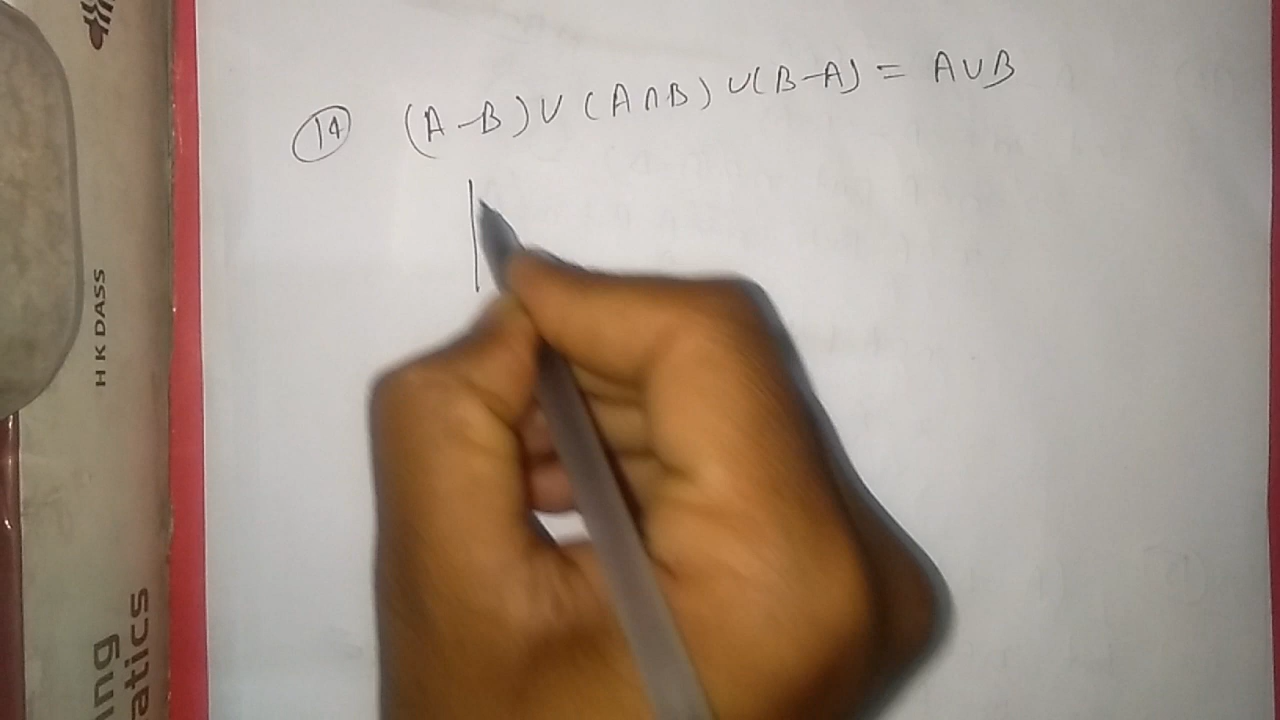 (14) (A-B) ∪ (A∩B) ∪ (B-A) = A∪B
H K DASS
ng
atics